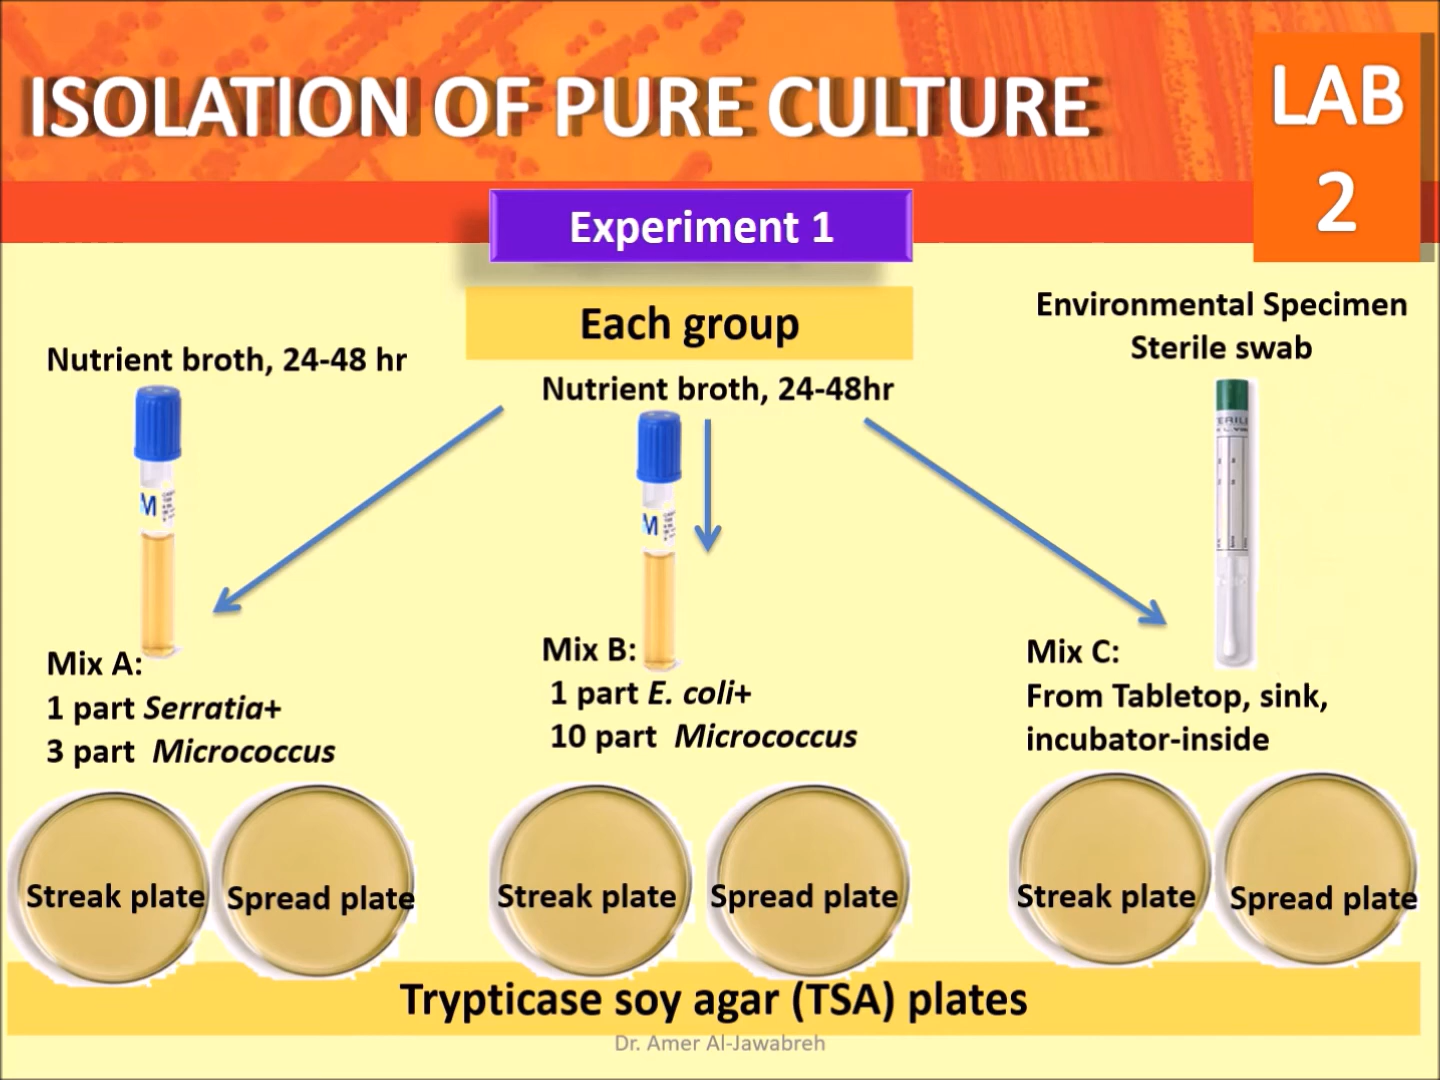 ISOLATION OF PURE CULTURE
LAB
2
Experiment 1
Each group
Nutrient broth, 24-48 hr
Nutrient broth, 24-48hr
Environmental Specimen
Sterile swab
M
M
Mix A:
1 part Serratia+
3 part Micrococcus
Mix B:
1 part E. coli+
10 part Micrococcus
Mix C:
From Tabletop, sink,
incubator-inside
Streak plate
Spread plate
Streak plate
Spread plate
Streak plate
Spread plate
Trypticase soy agar (TSA) plates
Dr. Amer Al-Jawabreh